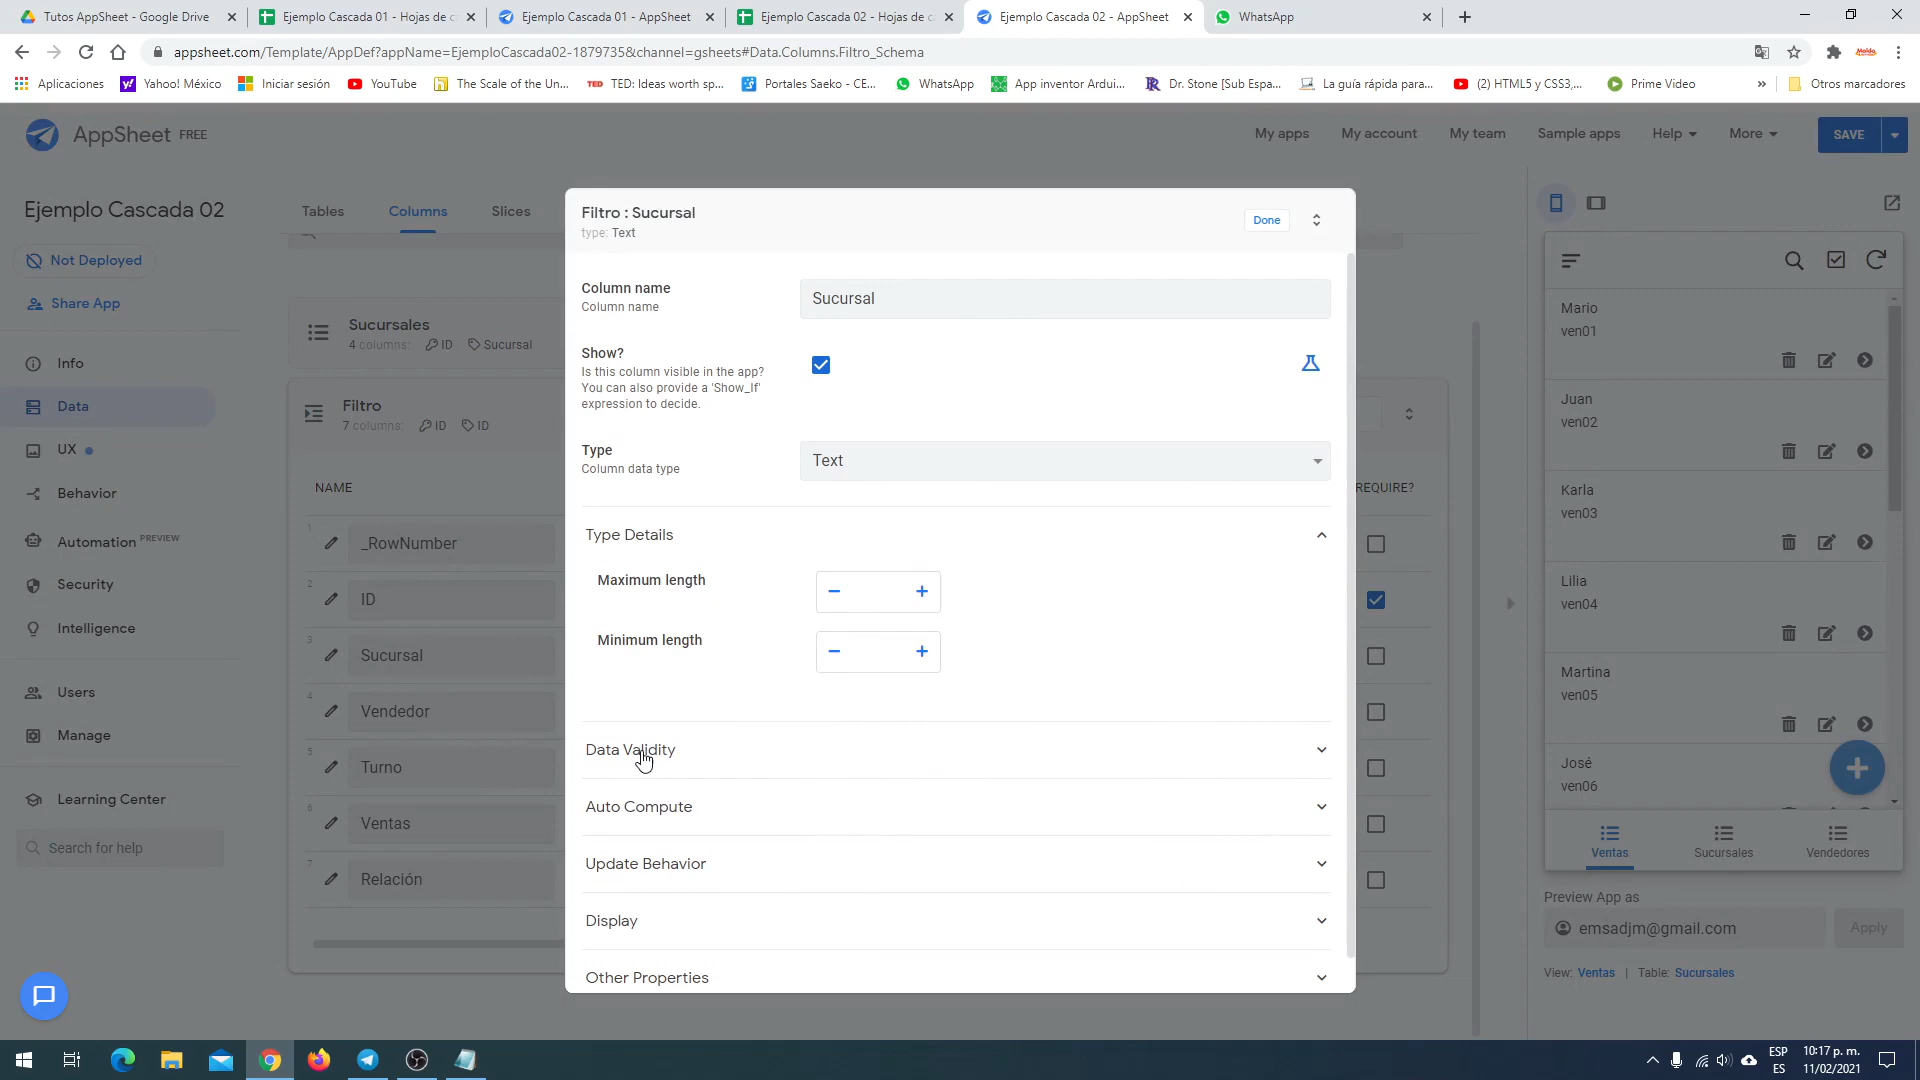 Tutos AppSheet - Google Drive
Ejemplo Cascada 01 - Hojas de c
Ejemplo Cascada 01 - AppSheet
Ejemplo Cascada 02 - Hojas de c
Ejemplo Cascada 02 - AppSheet
WhatsApp
appsheet.com/Template/AppDef?appName=EjemploCascada02-1879735&channel=gsheets#Data.Columns.Filtro_Schema
Aplicaciones
Yahoo! México
Iniciar sesión
YouTube
The Scale of the Un...
TED: Ideas worth sp...
Portales Saeko - CE...
WhatsApp
App inventor Ardui...
Dr. Stone [Sub Espa...
La guía rápida para...
(2) HTML5 y CSS3,...
Prime Video
»
Otros marcadores
AppSheet FREE
My apps
My account
My team
Sample apps
Help
More
SAVE
Ejemplo Cascada 02
Not Deployed
Share App
Info
Data
UX
Behavior
Automation PREVIEW
Security
Intelligence
Users
Manage
Learning Center
Search for help
Tables
Columns
Slices
Sucursales
4 columns: ID Sucursal
Filtro
7 columns: ID ID
NAME
REQUIRE?
1 _RowNumber
2 ID
3 Sucursal
4 Vendedor
5 Turno
6 Ventas
7 Relación
Filtro : Sucursal
type: Text
Done
Column name
Column name
Sucursal
Show?
Is this column visible in the app?
You can also provide a 'Show_If'
expression to decide.
Type
Column data type
Text
Type Details
Maximum length
Minimum length
Data Validity
Auto Compute
Update Behavior
Display
Other Properties
Mario
ven01
Juan
ven02
Karla
ven03
Lilia
ven04
Martina
ven05
José
ven06
Ventas
Sucursales
Vendedores
Preview App as
emsadjm@gmail.com
Apply
View: Ventas | Table: Sucursales
ESP
ES
10:17 p. m.
11/02/2021